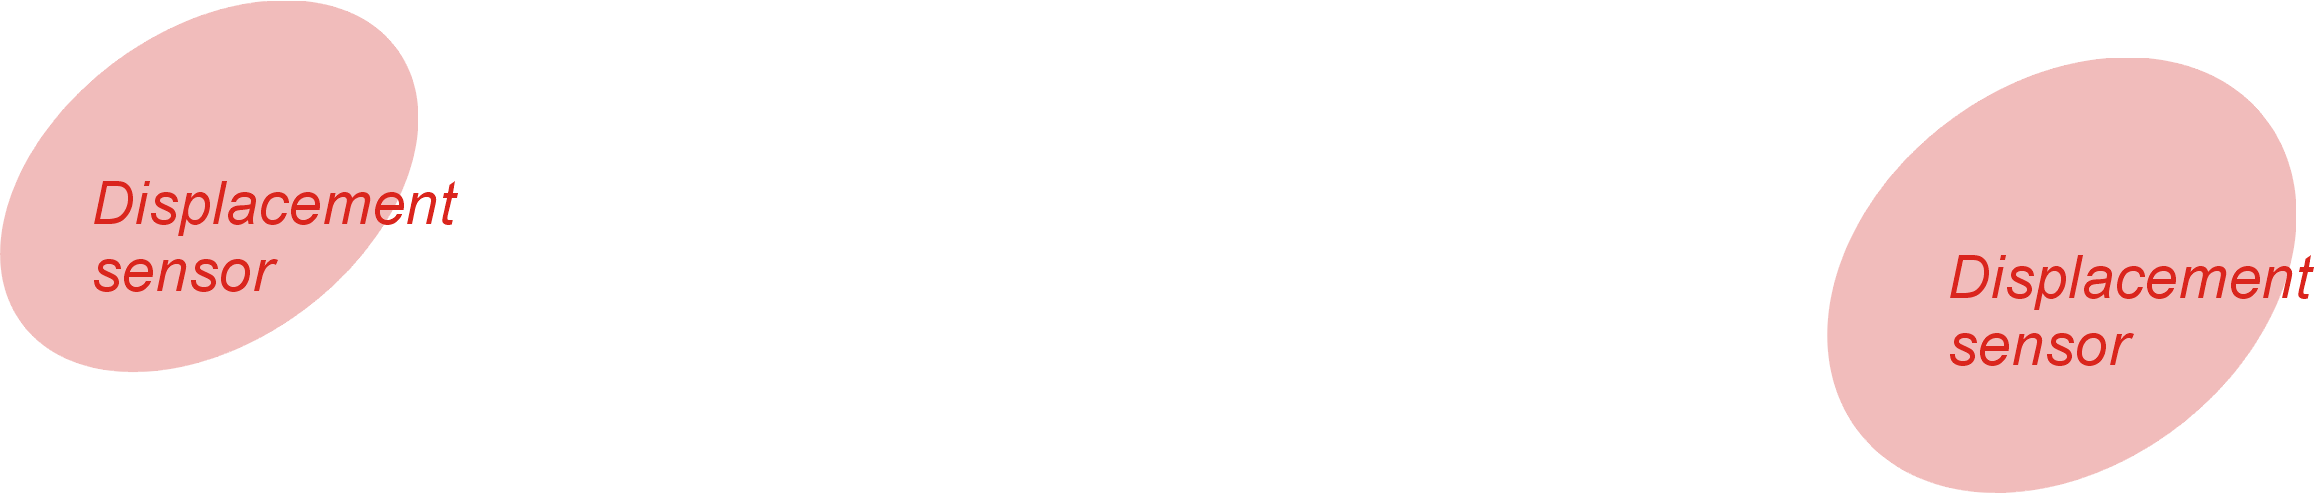 Displacement
sensor
Displacement
sensor